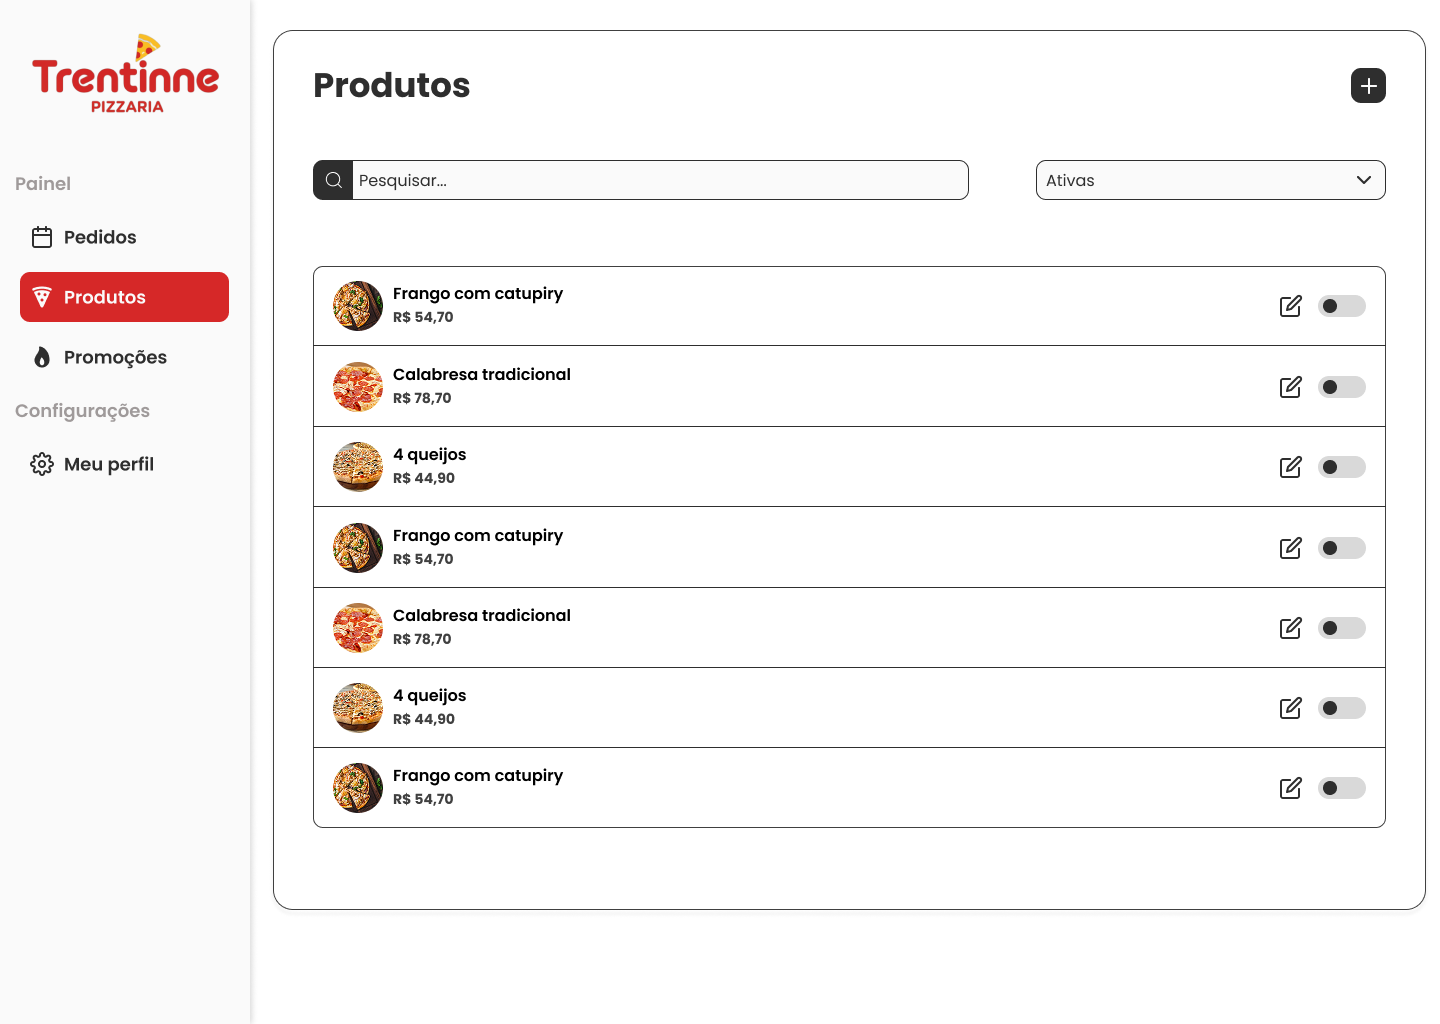 Trentinne
PIZZARIA
Painel
Pedidos
Produtos
Promoções
Configurações
Meu perfil
Produtos
Pesquisar...
Ativas
Frango com catupiry
R$ 54,70
Calabresa tradicional
R$ 78,70
4 queijos
R$ 44,90
Frango com catupiry
R$ 54,70
Calabresa tradicional
R$ 78,70
4 queijos
R$ 44,90
Frango com catupiry
R$ 54,70